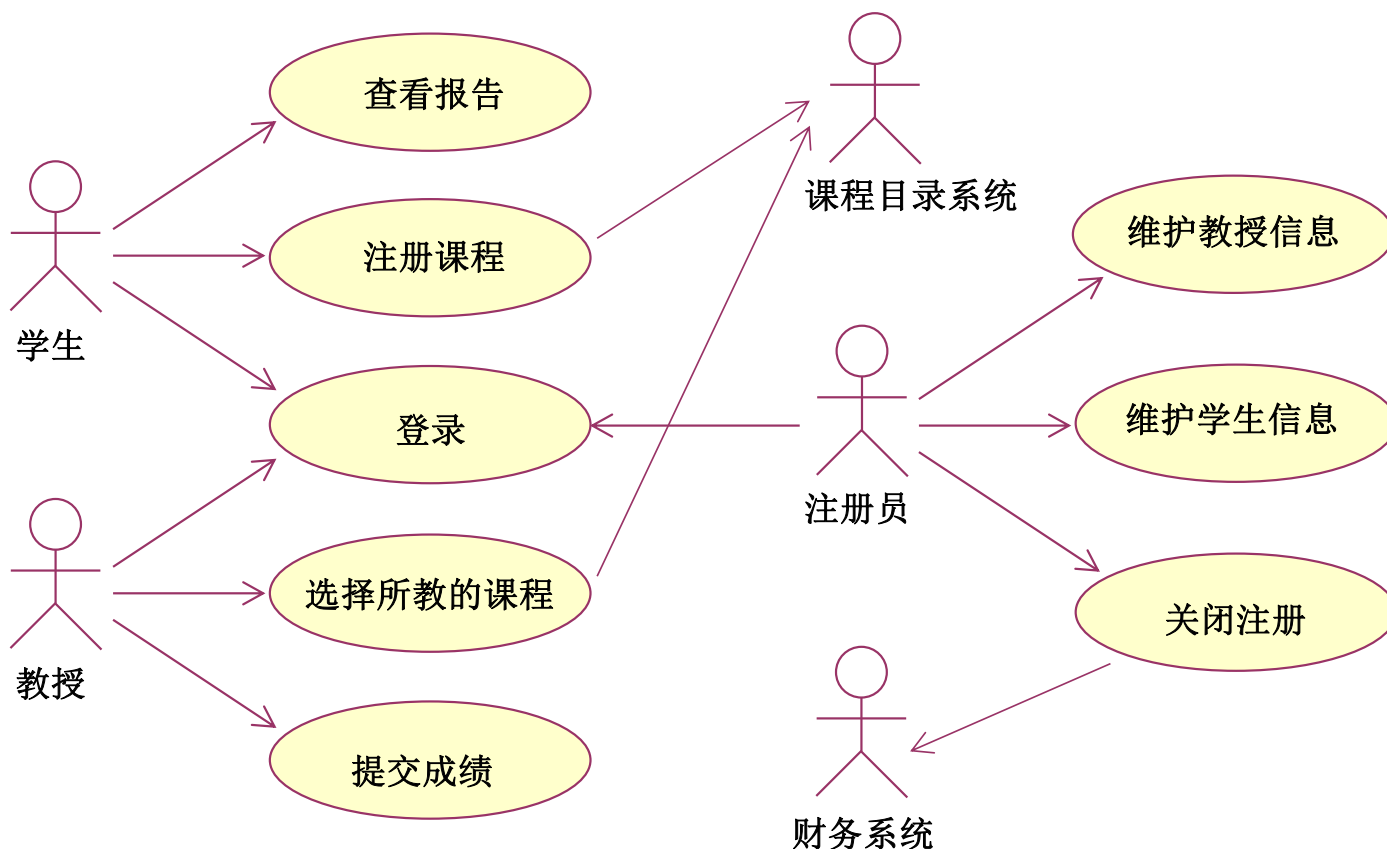 查看报告
课程目录系统
注册课程
维护教授信息
学生
登录
维护学生信息
注册员
选择所教的课程
关闭注册
教授
提交成绩
财务系统